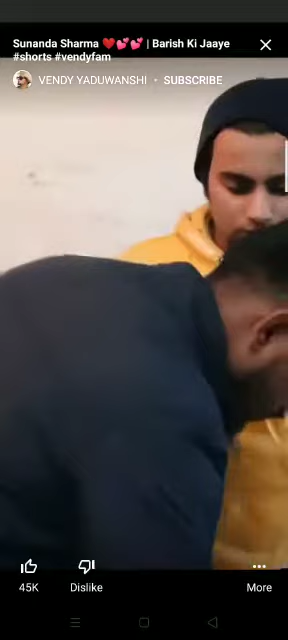 Sunanda Sharma ❤️💕💕 | Barish Ki Jaaye
#shorts #vendyfam
VENDY YADUWANSHI • SUBSCRIBE
45K Dislike More